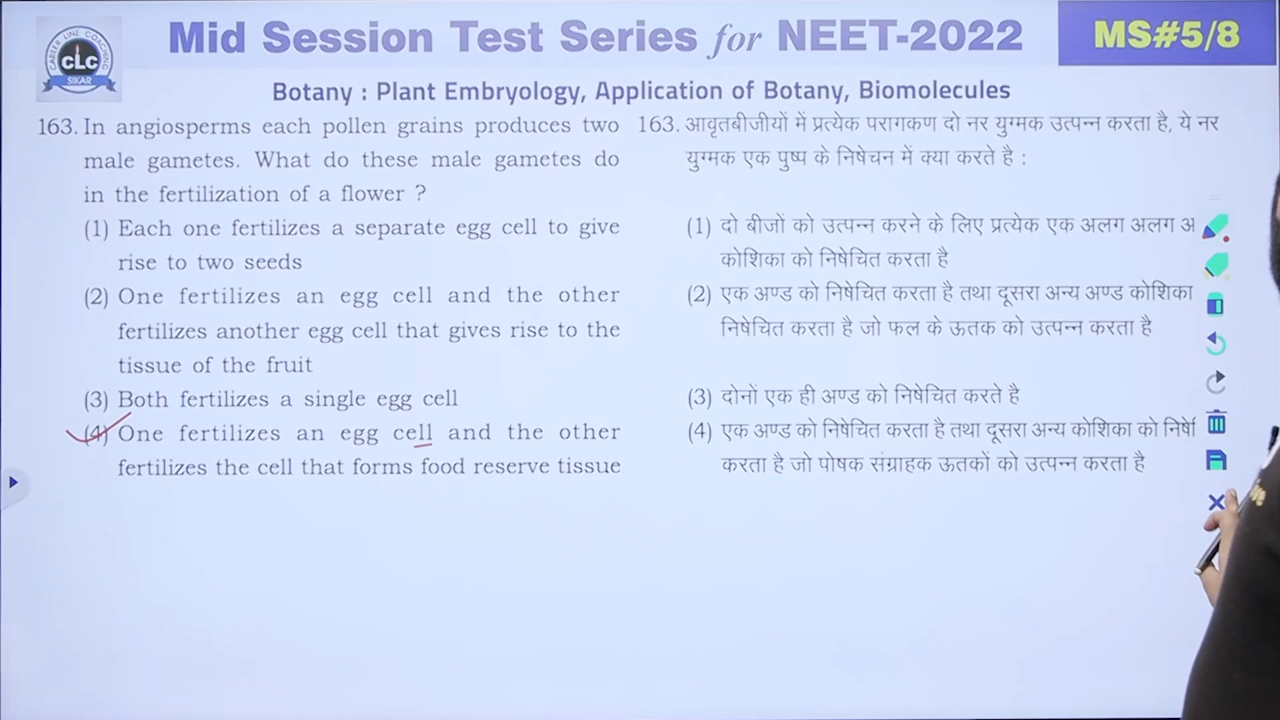 Mid Session Test Series for NEET-2022
MS#5/8
CAREER LINE COACHING
CLC
SIKAR
Botany : Plant Embryology, Application of Botany, Biomolecules
163. In angiosperms each pollen grains produces two
male gametes. What do these male gametes do
in the fertilization of a flower ?
(1) Each one fertilizes a separate egg cell to give
rise to two seeds
(2) One fertilizes an egg cell and the other
fertilizes another egg cell that gives rise to the
tissue of the fruit
(3) Both fertilizes a single egg cell
(4) One fertilizes an egg cell and the other
fertilizes the cell that forms food reserve tissue
163. आवृतबीजीयों में प्रत्येक परागकण दो नर युग्मक उत्पन्न करता है, ये नर
युग्मक एक पुष्प के निषेचन में क्या करते है :
(1) दो बीजों को उत्पन्न करने के लिए प्रत्येक एक अलग अलग
कोशिका को निषेचित करता है
(2) एक अण्ड को निषेचित करता है तथा दूसरा अन्य अण्ड कोशिका
निषेचित करता है जो फल के ऊतक को उत्पन्न करता है
(3) दोनों एक ही अण्ड को निषेचित करते है
(4) एक अण्ड को निषेचित करता है तथा दूसरा अन्य कोशिका को
करता है जो पोषक संग्राहक ऊतकों को उत्पन्न करता है